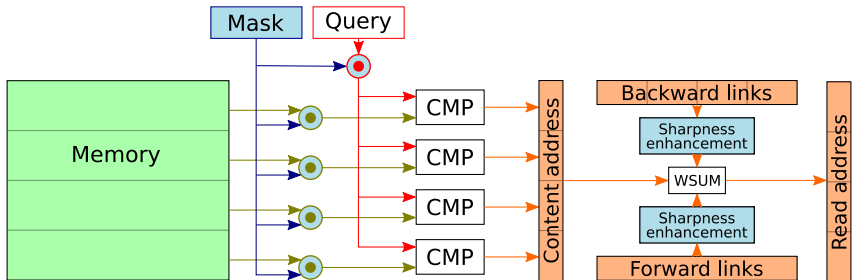 Mask
Query
Memory
CMP
CMP
CMP
CMP
Content address
Backward links
Sharpness
enhancement
WSUM
Sharpness
enhancement
Forward links
Read address